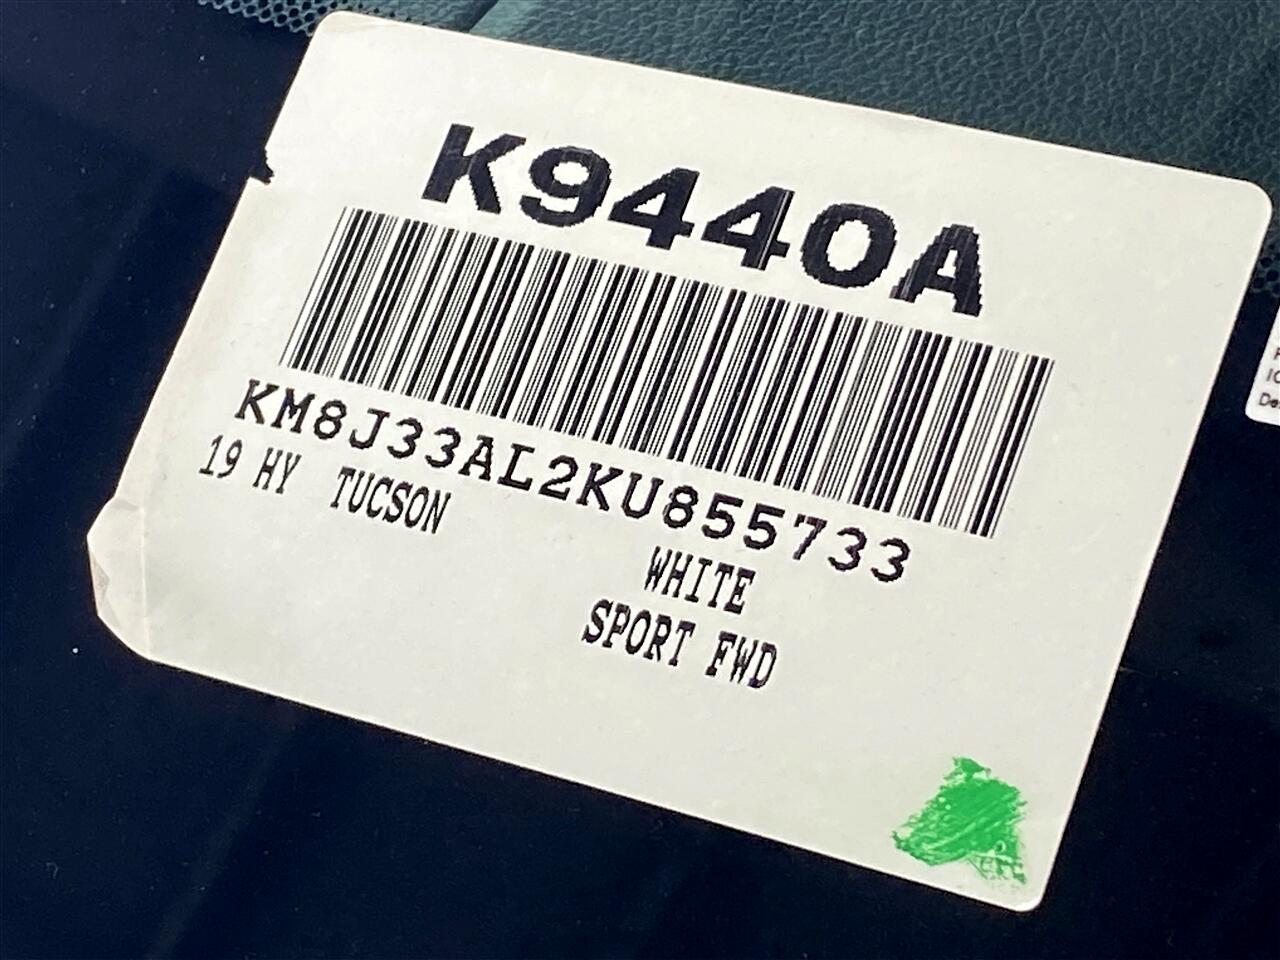 K9440A
KM8J33AL2KU855733
19 HY TUCSON
WHITE
SPORT FWD